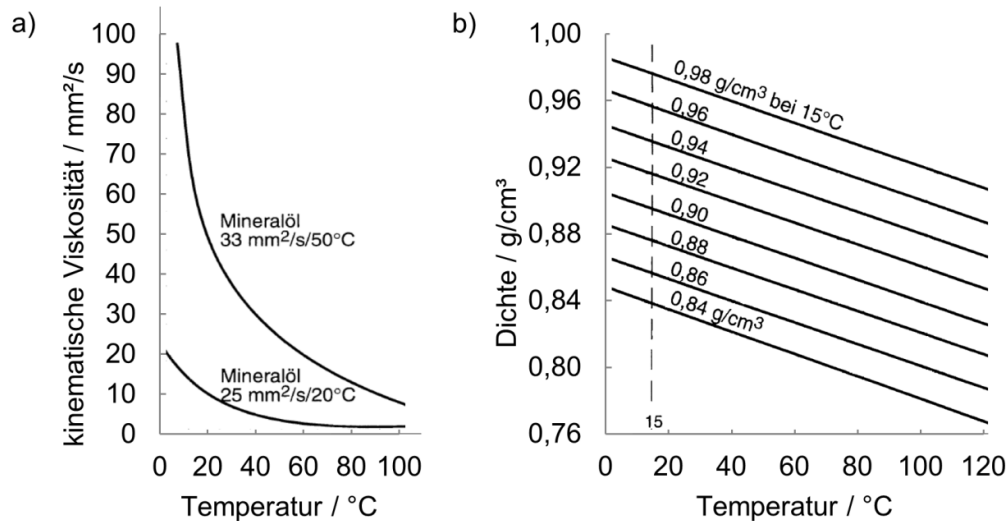 a)
kinematische Viskosität / mm²/s
100
90
80
70
60
50
40
30
20
10
0
Mineralöl
33 mm²/s/50°C
Mineralöl
25 mm²/s/20°C
0 20 40 60 80 100
Temperatur / °C
b)
Dichte / g/cm³
1,00
0,96
0,92
0,88
0,84
0,80
0,76
0,98 g/cm³ bei 15°C
0,96
0,94
0,92
0,90
0,88
0,86
0,84 g/cm³
15
0 20 40 60 80 100 120
Temperatur / °C